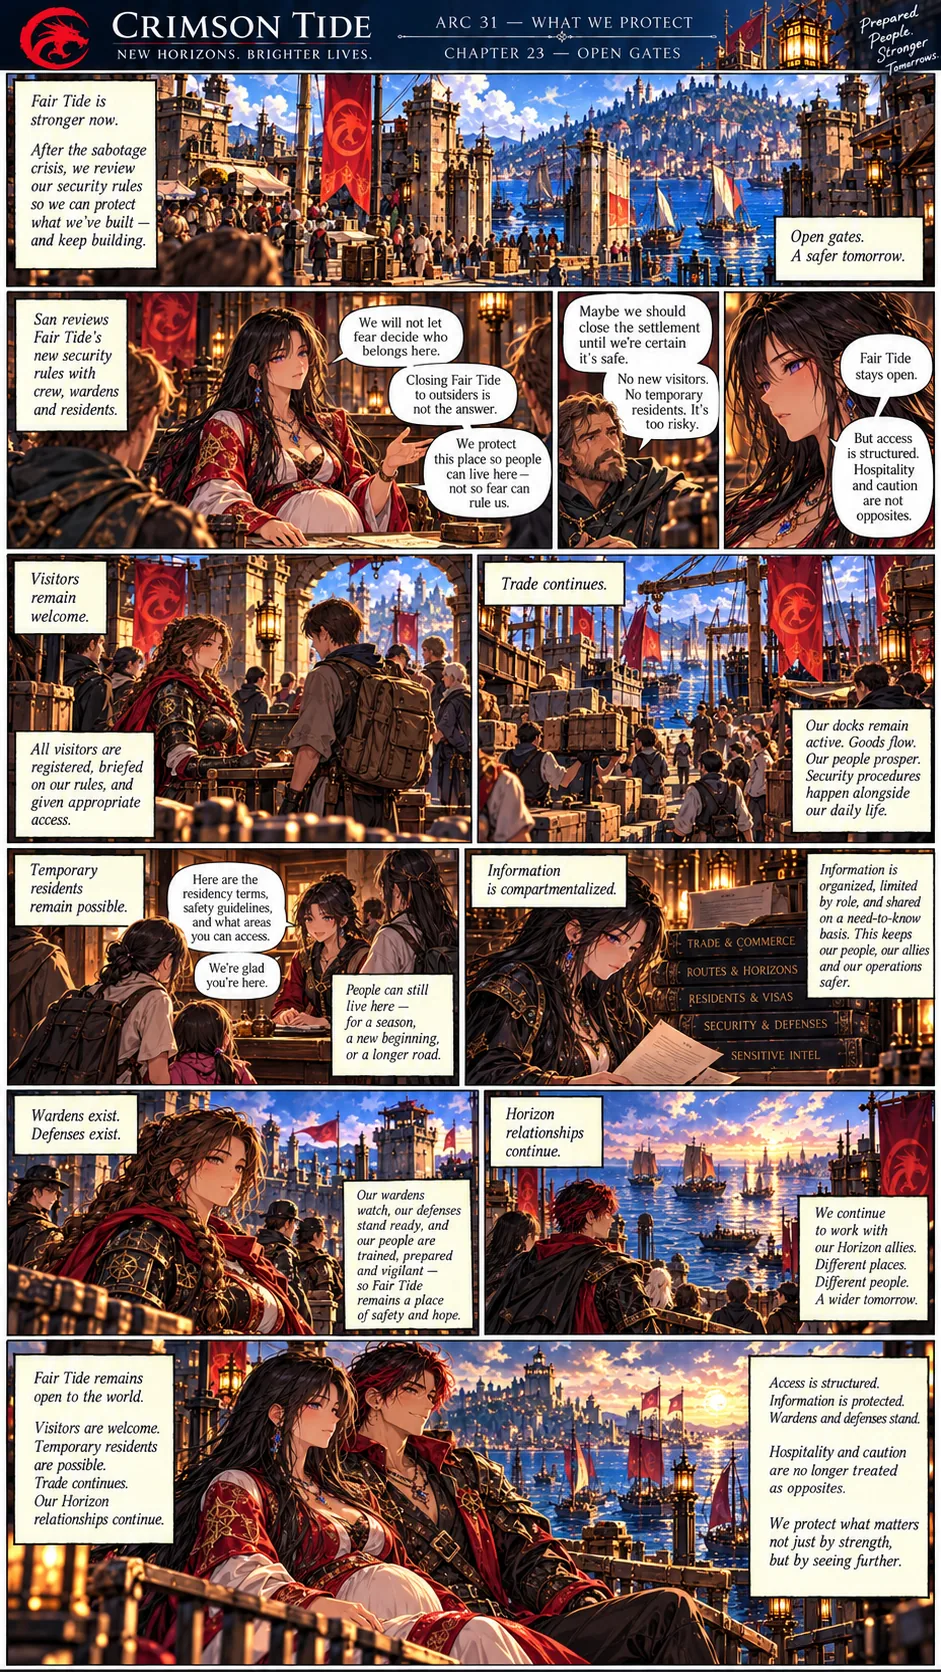 CRIMSON TIDE
NEW HORIZONS. BRIGHTER LIVES.
ARC 31 — WHAT WE PROTECT
CHAPTER 23 — OPEN GATES
Prepared
People.
Stronger
Tomorrows.
Fair Tide is
stronger now.
After the sabotage
crisis, we review
our security rules
so we can protect
what we've built —
and keep building.
Open gates.
A safer tomorrow.
San reviews
Fair Tide's
new security
rules with
crew, wardens
and residents.
We will not let
fear decide who
belongs here.
Closing Fair Tide
to outsiders is
not the answer.
We protect
this place so people
can live here —
not so fear can
rule us.
Maybe we should
close the settlement
until we're certain
it's safe.
No new visitors.
No temporary
residents. It's
too risky.
Fair Tide
stays open.
But access
is structured.
Hospitality
and caution
are not
opposites.
Visitors
remain
welcome.
All visitors are
registered, briefed
on our rules, and
given appropriate
access.
Trade continues.
Our docks remain
active. Goods flow.
Our people prosper.
Security procedures
happen alongside
our daily life.
Temporary
residents
remain possible.
Here are the
residency terms,
safety guidelines,
and what areas
you can access.
We're glad
you're here.
People can still
live here —
for a season,
a new beginning,
or a longer road.
Information
is compartmentalized.
TRADE & COMMERCE
ROUTES & HORIZONS
RESIDENTS & VISAS
SECURITY & DEFENSES
SENSITIVE INTEL
Information is
organized, limited
by role, and shared
on a need-to-know
basis. This keeps
our people, our allies
and our operations
safer.
Wardens exist.
Defenses exist.
Our wardens
watch, our defenses
stand ready, and
our people are
trained, prepared
and vigilant —
so Fair Tide
remains a place
of safety and hope.
Horizon
relationships
continue.
We continue
to work with
our Horizon allies.
Different places.
Different people.
A wider tomorrow.
Fair Tide remains
open to the world.
Visitors are welcome.
Temporary residents
are possible.
Trade continues.
Our Horizon
relationships continue.
Access is structured.
Information is protected.
Wardens and defenses stand.
Hospitality and caution
are no longer treated
as opposites.
We protect what matters
not just by strength,
but by seeing further.